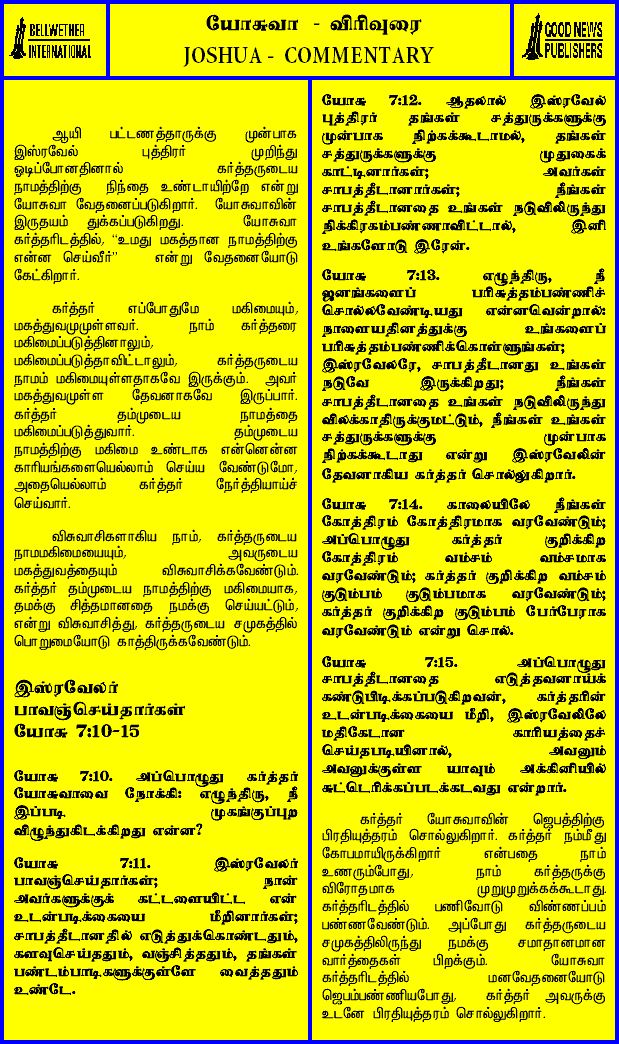 BELLWETHER
INTERNATIONAL
யோசுவா - விரிவுரை
JOSHUA - COMMENTARY
GOOD NEWS
PUBLISHERS
ஆயி பட்டணத்தாருக்கு முன்பாக
இஸ்ரவேல் புத்திரர் முறிந்து
ஓடிப்போனதினால் கர்த்தருடைய
நாமத்திற்கு நிந்தை உண்டாயிற்றே என்று
யோசுவா வேதனைப்படுகிறார். யோசுவாவின்
இருதயம் துக்கப்படுகிறது. யோசுவா
கர்த்தரிடத்தில், “உமது மகத்தான நாமத்திற்கு
என்ன செய்வீர்” என்று வேதனையோடு
கேட்கிறார்.
கர்த்தர் எப்போதுமே மகிமையும்,
மகத்துவமுமுள்ளவர். நாம் கர்த்தரை
மகிமைப்படுத்தினாலும்,
மகிமைப்படுத்தாவிட்டாலும், கர்த்தருடைய
நாமம் மகிமையுள்ளதாகவே இருக்கும். அவர்
மகத்துவமுள்ள தேவனாகவே இருப்பார்.
கர்த்தர் தம்முடைய நாமத்தை
மகிமைப்படுத்துவார். தம்முடைய
நாமத்திற்கு மகிமை உண்டாக என்னென்ன
காரியங்களையெல்லாம் செய்ய வேண்டுமோ,
அதையெல்லாம் கர்த்தர் நேர்த்தியாய்ச்
செய்வார்.
விசுவாசிகளாகிய நாம், கர்த்தருடைய
நாமமகிமையையும், அவருடைய
மகத்துவத்தையும் விசுவாசிக்கவேண்டும்.
கர்த்தர் தம்முடைய நாமத்திற்கு மகிமையாக,
தமக்கு சித்தமானதை நமக்கு செய்யட்டும்,
என்று விசுவாசித்து, கர்த்தருடைய சமுகத்தில்
பொறுமையோடு காத்திருக்கவேண்டும்.
இஸ்ரவேலர்
பாவஞ்செய்தார்கள்
யோசு 7:10-15
யோசு 7:10. அப்பொழுது கர்த்தர்
யோசுவாவை நோக்கி: எழுந்திரு, நீ
இப்படி முகங்குப்புற
விழுந்துகிடக்கிறது என்ன?
யோசு 7:11. இஸ்ரவேலர்
பாவஞ்செய்தார்கள்; நான்
அவர்களுக்குக் கட்டளையிட்ட என்
உடன்படிக்கையை மீறினார்கள்;
சாபத்தீடானதில் எடுத்துக்கொண்டதும்,
களவுசெய்ததும், வஞ்சித்ததும், தங்கள்
பண்டம்பாடிகளுக்குள்ளே வைத்ததும்
உண்டே.
யோசு 7:12. ஆதலால் இஸ்ரவேல்
புத்திரர் தங்கள் சத்துருக்களுக்கு
முன்பாக நிற்கக்கூடாமல், தங்கள்
சத்துருக்களுக்கு முதுகைக்
காட்டினார்கள்; அவர்கள்
சாபத்தீடானார்கள்; நீங்கள்
சாபத்தீடானதை உங்கள் நடுவிலிருந்து
நிக்கிரகம்பண்ணாவிட்டால், இனி
உங்களோடு இரேன்.
யோசு 7:13. எழுந்திரு, நீ
ஜனங்களைப் பரிசுத்தம்பண்ணிச்
சொல்லவேண்டியது என்னவென்றால்:
நாளையதினத்துக்கு உங்களைப்
பரிசுத்தம்பண்ணிக்கொள்ளுங்கள்;
இஸ்ரவேலரே, சாபத்தீடானது உங்கள்
நடுவே இருக்கிறது; நீங்கள்
சாபத்தீடானதை உங்கள் நடுவிலிருந்து
விலக்காதிருக்குமட்டும், நீங்கள் உங்கள்
சத்துருக்களுக்கு முன்பாக
நிற்கக்கூடாது என்று இஸ்ரவேலின்
தேவனாகிய கர்த்தர் சொல்லுகிறார்.
யோசு 7:14. காலையிலே நீங்கள்
கோத்திரம் கோத்திரமாக வரவேண்டும்;
அப்பொழுது கர்த்தர் குறிக்கிற
கோத்திரம் வம்சம் வம்சமாக
வரவேண்டும்; கர்த்தர் குறிக்கிற வம்சம்
குடும்பம் குடும்பமாக வரவேண்டும்;
கர்த்தர் குறிக்கிற குடும்பம் பேர்பேராக
வரவேண்டும் என்று சொல்.
யோசு 7:15. அப்பொழுது
சாபத்தீடானதை எடுத்தவனாய்க்
கண்டுபிடிக்கப்படுகிறவன், கர்த்தரின்
உடன்படிக்கையை மீறி, இஸ்ரவேலிலே
மதிகேடான காரியத்தைச்
செய்தபடியினால், அவனும்
அவனுக்குள்ள யாவும் அக்கினியில்
சுட்டெரிக்கப்படக்கடவது என்றார்.
கர்த்தர் யோசுவாவின் ஜெபத்திற்கு
பிரதியுத்தரம் சொல்லுகிறார். கர்த்தர் நம்மீது
கோபமாயிருக்கிறார் என்பதை நாம்
உணரும்போது, நாம் கர்த்தருக்கு
விரோதமாக முறுமுறுக்கக்கூடாது.
கர்த்தரிடத்தில் பணிவோடு விண்ணப்பம்
பண்ணவேண்டும். அப்போது கர்த்தருடைய
சமுகத்திலிருந்து நமக்கு சமாதானமான
வார்த்தைகள் பிறக்கும். யோசுவா
கர்த்தரிடத்தில் மனவேதனையோடு
ஜெபம்பண்ணியபோது, கர்த்தர் அவருக்கு
உடனே பிரதியுத்தரம் சொல்லுகிறார்.